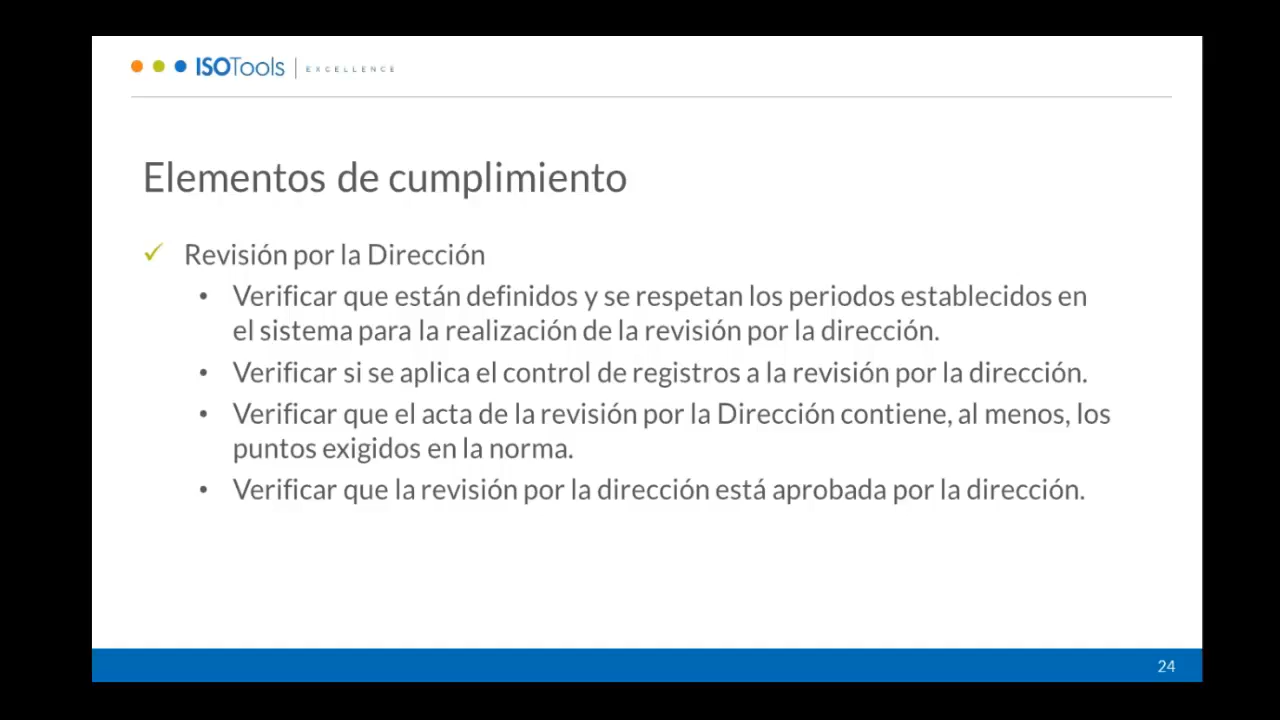 ISOTools | EXCELLENCE
Elementos de cumplimiento
✓ Revisión por la Dirección
• Verificar que están definidos y se respetan los periodos establecidos en
el sistema para la realización de la revisión por la dirección.
• Verificar si se aplica el control de registros a la revisión por la dirección.
• Verificar que el acta de la revisión por la Dirección contiene, al menos, los
puntos exigidos en la norma.
• Verificar que la revisión por la dirección está aprobada por la dirección.
24